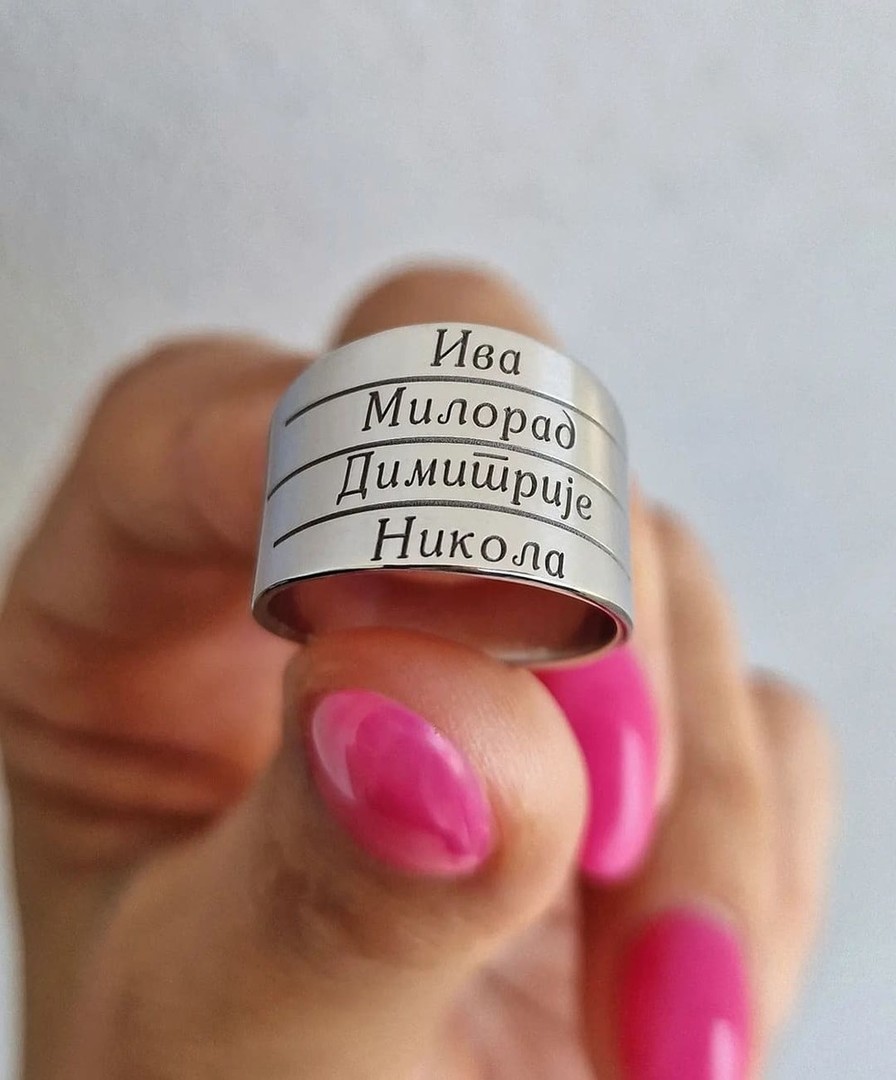 Ива
Милорад
Димитрије
Никола